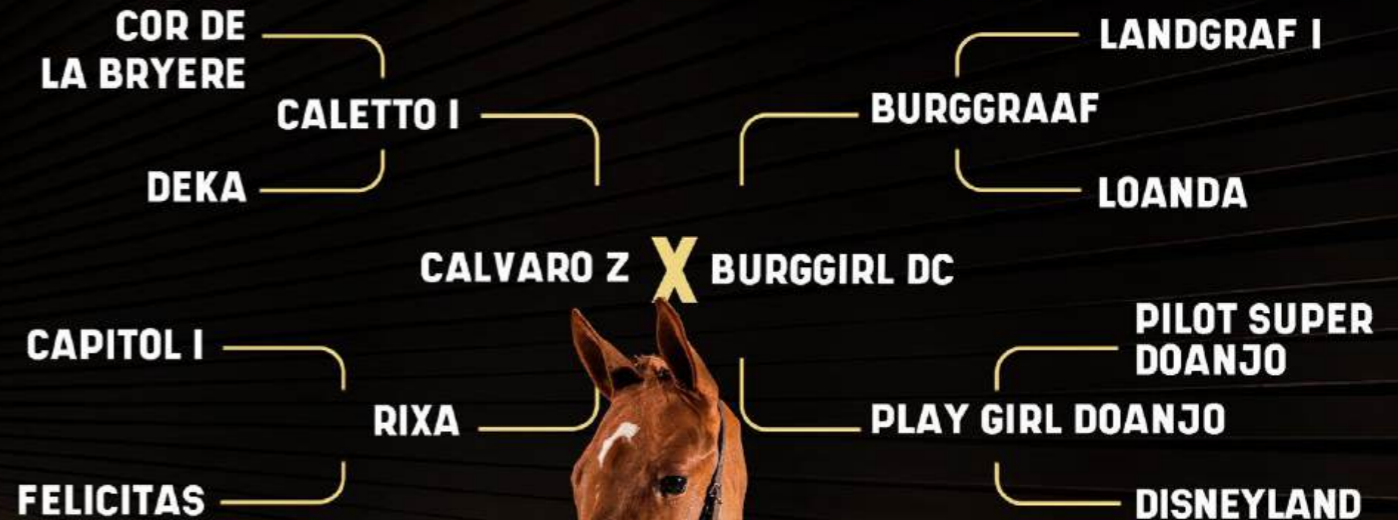 COR DE
LA BRYERE
CALETTO I
DEKA
LANDGRAF I
BURGGRAAF
LOANDA
CALVARO Z X BURGGIRL DC
CAPITOL I
RIXA
FELICITAS
PILOT SUPER
DOANJO
PLAY GIRL DOANJO
DISNEYLAND